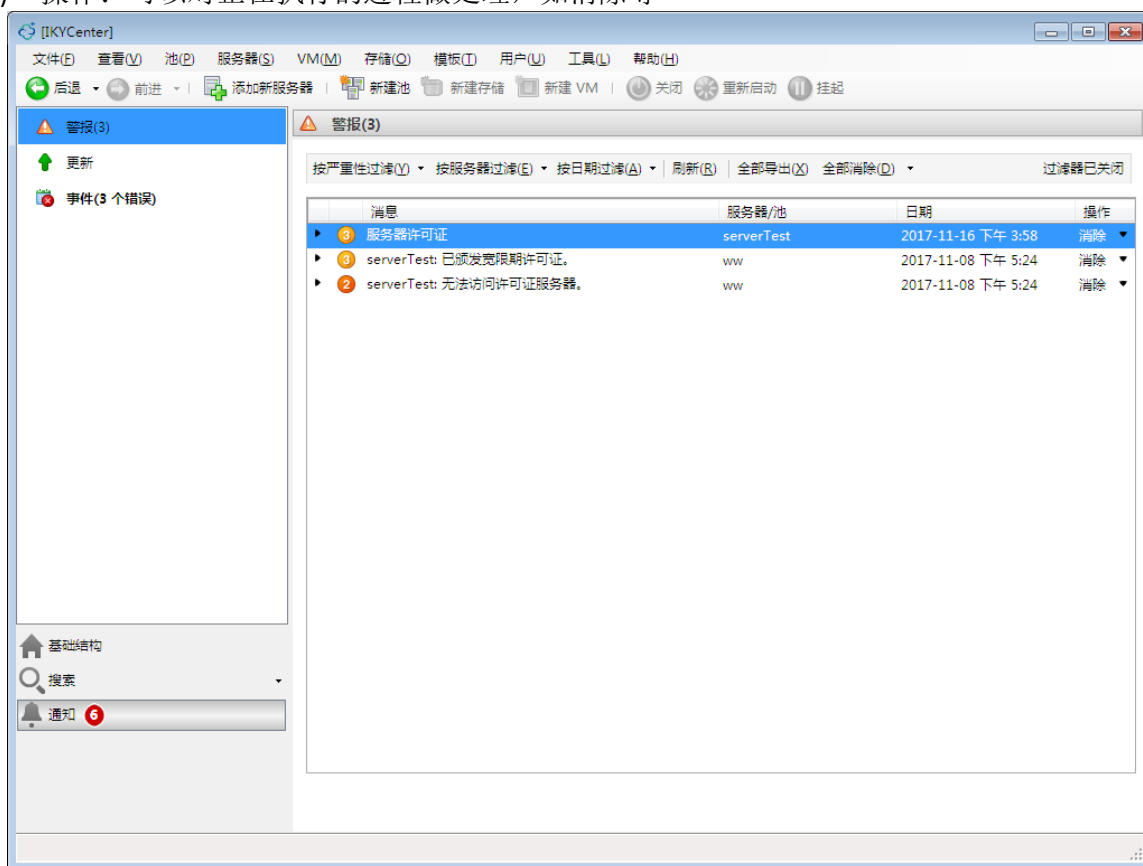 [IKYCenter]
文件(F) 查看(V) 池(P) 服务器(S) VM(M) 存储(O) 模板(T) 用户(U) 工具(L) 帮助(H)
后退 前进 添加新服务器 新建池 新建存储 新建 VM 关闭 重新启动 挂起
警报(3)
更新
事件(3 个错误)
警报(3)
按严重性过滤(Y) 按服务器过滤(E) 按日期过滤(A) 刷新(R) 全部导出(X) 全部消除(D) 过滤器已关闭
消息 服务器/池 日期 操作
3 服务器许可证 serverTest 2017-11-16 下午 3:58 消除
3 serverTest: 已颁发宽限期许可证。 ww 2017-11-08 下午 5:24 消除
2 serverTest: 无法访问许可证服务器。 ww 2017-11-08 下午 5:24 消除
基础结构
搜索
通知 6